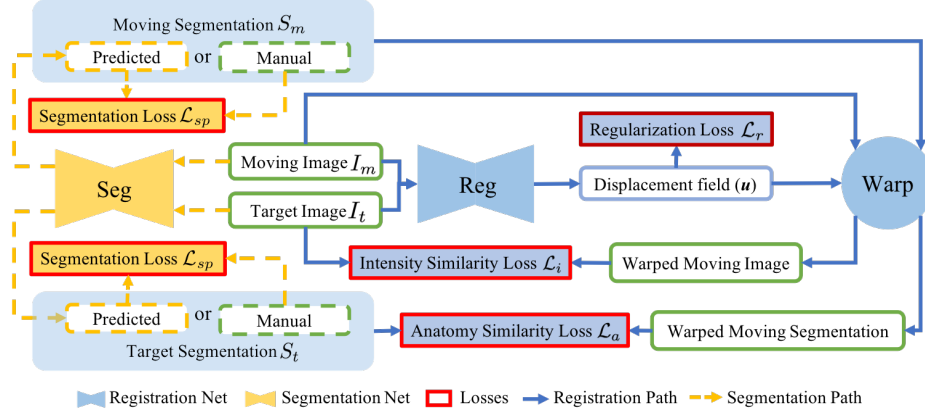 Moving Segmentation S_m
Predicted or Manual
Segmentation Loss ℒ_sp
Regularization Loss ℒ_r
Moving Image I_m
Seg
Reg
Displacement field (u)
Warp
Target Image I_t
Segmentation Loss ℒ_sp
Intensity Similarity Loss ℒ_i
Warped Moving Image
Predicted or Manual
Anatomy Similarity Loss ℒ_a
Warped Moving Segmentation
Target Segmentation S_t
Registration Net Segmentation Net Losses Registration Path Segmentation Path